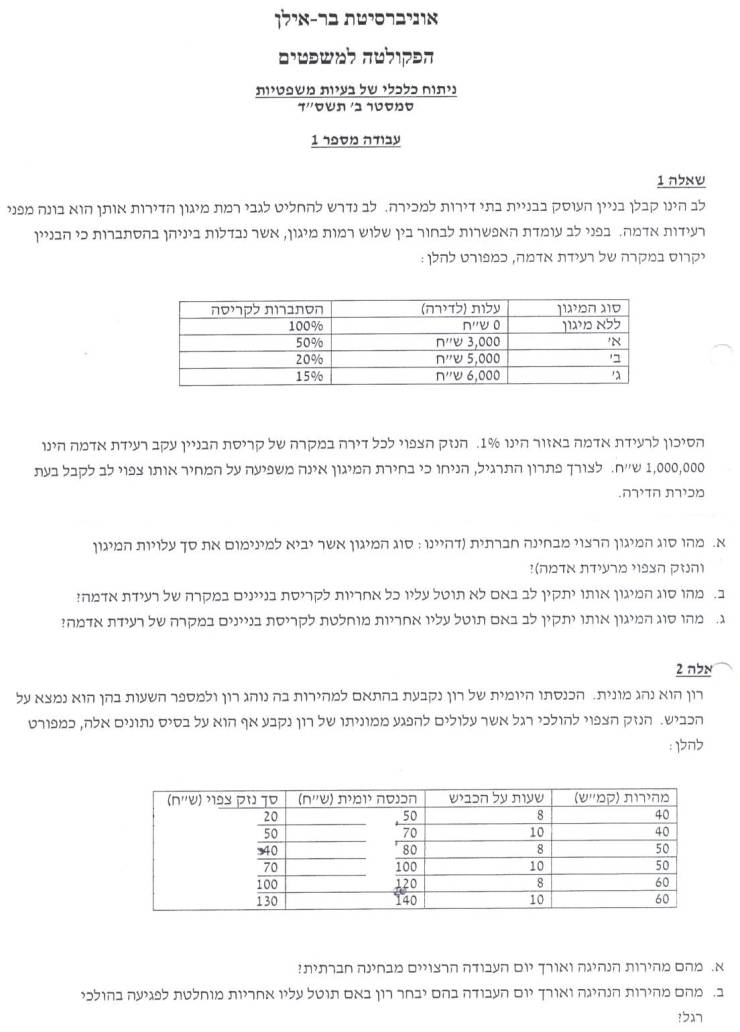 אוניברסיטת בר-אילן
הפקולטה למשפטים
ניתוח כלכלי של בעיות משפטיות
סמסטר ב' תשס"ד
עבודה מספר 1
שאלה 1
לב הינו קבלן בניין העוסק בבניית בתי דירות למכירה. לב נדרש להחליט לגבי רמת מיגון הדירות אותן הוא בונה מפני
רעידות אדמה. בפני לב עומדת האפשרות לבחור בין שלוש רמות מיגון, אשר נבדלות ביניהן בהסתברות כי הבניין
יקרוס במקרה של רעידת אדמה, כמפורט להלן:
סוג המיגון עלות (לדירה) הסתברות לקריסה
ללא מיגון 0 ש"ח 100%
א' 3,000 ש"ח 50%
ב' 5,000 ש"ח 20%
ג' 6,000 ש"ח 15%
הסיכון לרעידת אדמה באזור הינו 1%. הנזק הצפוי לכל דירה במקרה של קריסת הבניין עקב רעידת אדמה הינו
1,000,000 ש"ח. לצורך פתרון התרגיל, הניחו כי בחירת המיגון אינה משפיעה על המחיר אותו צפוי לב לקבל בעת
מכירת הדירה.
א. מהו סוג המיגון הרצוי מבחינה חברתית (דהיינו: סוג המיגון אשר יביא למינימום את סך עלויות המיגון
והנזק הצפוי מרעידת אדמה)?
ב. מהו סוג המיגון אותו יתקין לב באם לא תוטל עליו כל אחריות לקריסת בניינים במקרה של רעידת אדמה?
ג. מהו סוג המיגון אותו יתקין לב באם תוטל עליו אחריות מוחלטת לקריסת בניינים במקרה של רעידת אדמה?
אלה 2
רון הוא נהג מונית. הכנסתו היומית של רון נקבעת בהתאם למהירות בה נוהג רון ולמספר השעות בהן הוא נמצא על
הכביש. הנזק הצפוי להולכי רגל אשר עלולים להפגע ממוניתו של רון נקבע אף הוא על בסיס נתונים אלה, כמפורט
להלן:
מהירות (קמ"ש) שעות על הכביש הכנסה יומית (ש"ח) סך נזק צפוי (ש"ח)
40 8 50 20
40 10 70 50
50 8 80 40
50 10 100 70
60 8 120 100
60 10 140 130
א. מהם מהירות הנהיגה ואורך יום העבודה הרצויים מבחינה חברתית?
ב. מהם מהירות הנהיגה ואורך יום העבודה בהם יבחר רון באם תוטל עליו אחריות מוחלטת לפגיעה בהולכי
רגל?